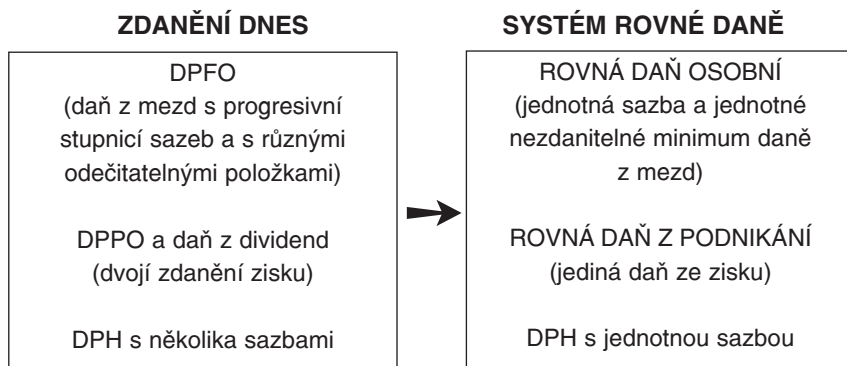 ZDANĚNÍ DNES
DPFO
(daň z mezd s progresivní
stupnicí sazeb a s různými
odečitatelnými položkami)
DPPO a daň z dividend
(dvojí zdanění zisku)
DPH s několika sazbami
SYSTÉM ROVNÉ DANĚ
ROVNÁ DAŇ OSOBNÍ
(jednotná sazba a jednotné
nezdanitelné minimum daně
z mezd)
ROVNÁ DAŇ Z PODNIKÁNÍ
(jediná daň ze zisku)
DPH s jednotnou sazbou